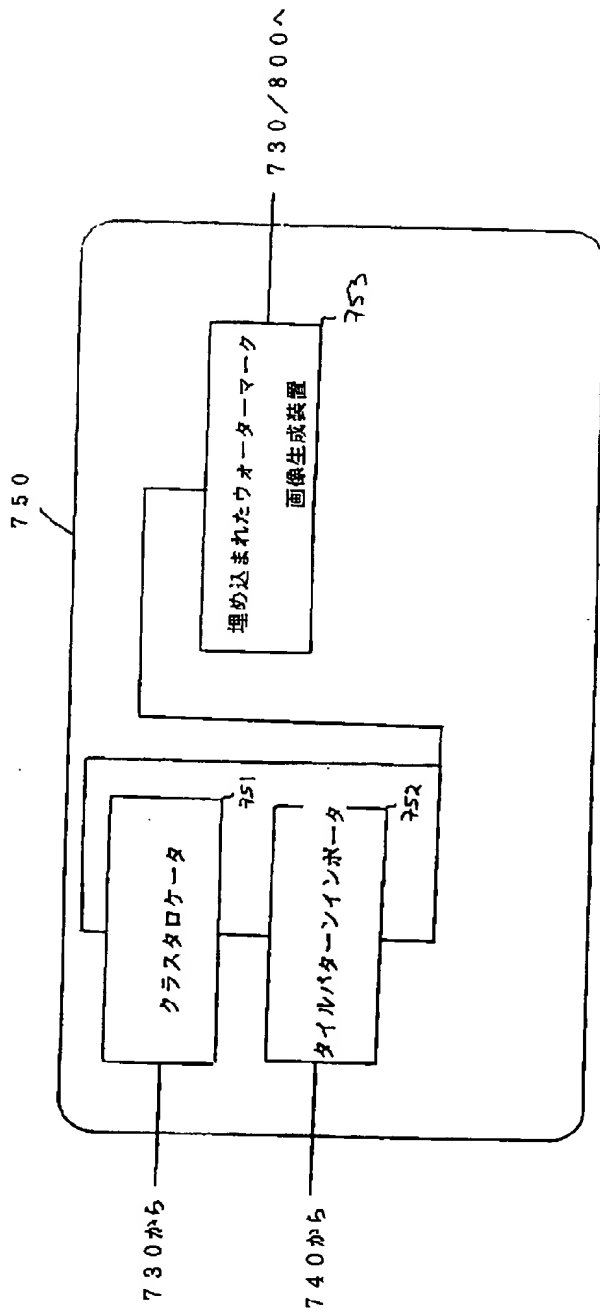 750
730から
クラスタロケータ
751
740から
タイルパターンインポータ
752
埋め込まれたウォーターマーク
画像生成装置
753
730/800へ